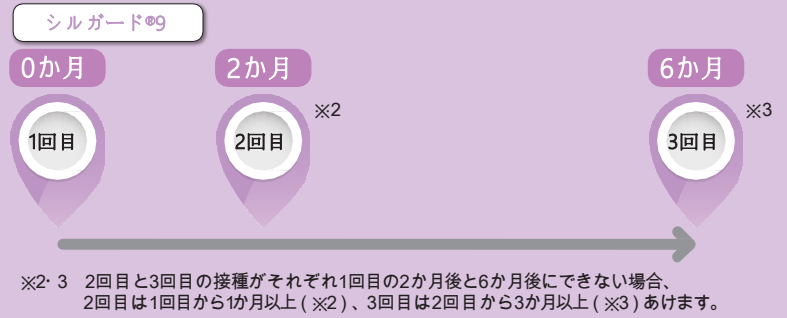 シルガード®9
0か月 2か月 6か月
1回目 2回目 ※2 3回目 ※3
※2・3 2回目と3回目の接種がそれぞれ1回目の2か月後と6か月後にできない場合、
2回目は1回目から1か月以上（※2）、3回目は2回目から3か月以上（※3）あけます。